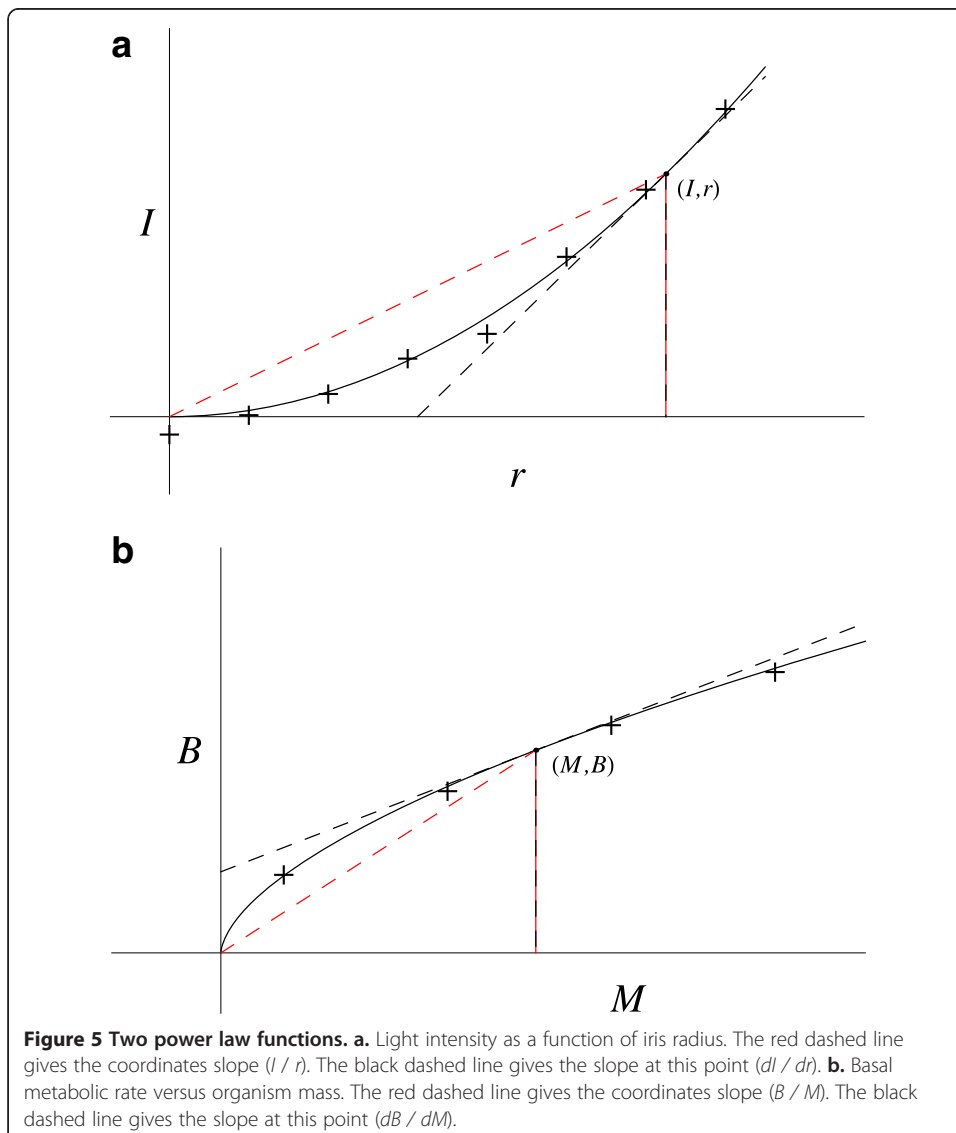 a
I
(I,r)
r
b
B
(M,B)
M
Figure 5 Two power law functions. a. Light intensity as a function of iris radius. The red dashed line
gives the coordinates slope (I / r). The black dashed line gives the slope at this point (dI / dr). b. Basal
metabolic rate versus organism mass. The red dashed line gives the coordinates slope (B / M). The black
dashed line gives the slope at this point (dB / dM).